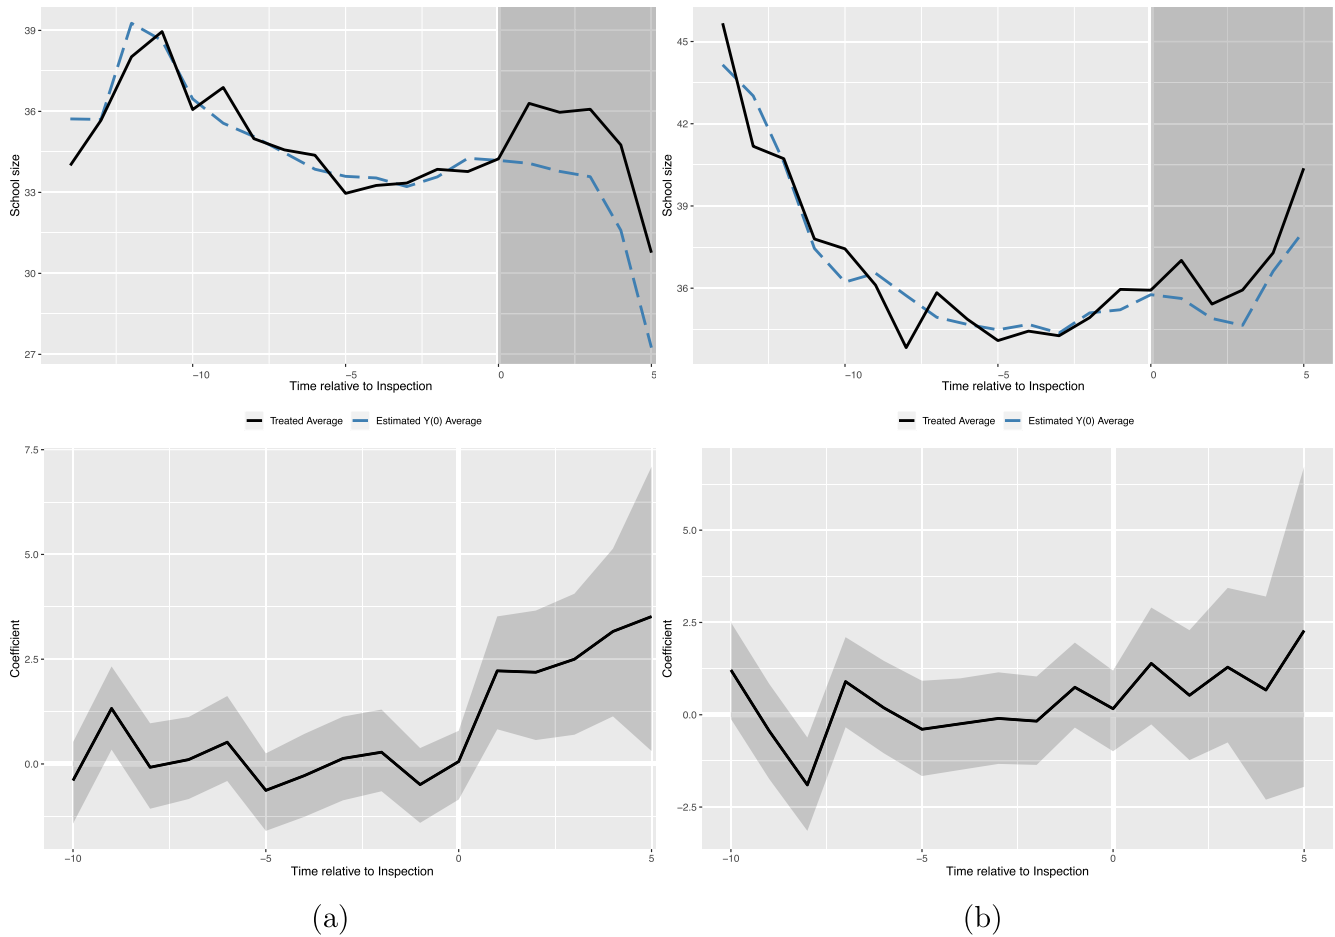 39
36
33
30
27
School size
−10
−5
0
5
Time relative to Inspection
Treated Average
Estimated Y(0) Average
45
42
39
36
School size
−10
−5
0
5
Time relative to Inspection
Treated Average
Estimated Y(0) Average
7.5
5.0
2.5
0.0
Coefficient
−10
−5
0
5
Time relative to Inspection
(a)
5.0
2.5
0.0
−2.5
Coefficient
−10
−5
0
5
Time relative to Inspection
(b)